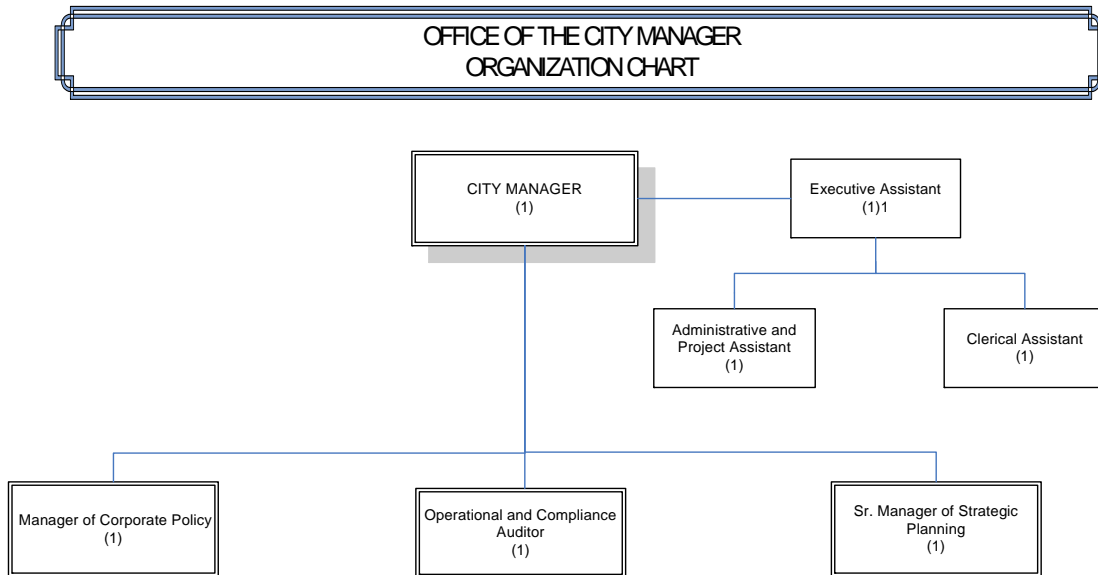 OFFICE OF THE CITY MANAGER
ORGANIZATION CHART
CITY MANAGER
(1)
Executive Assistant
(1)1
Administrative and
Project Assistant
(1)
Clerical Assistant
(1)
Manager of Corporate Policy
(1)
Operational and Compliance
Auditor
(1)
Sr. Manager of Strategic
Planning
(1)